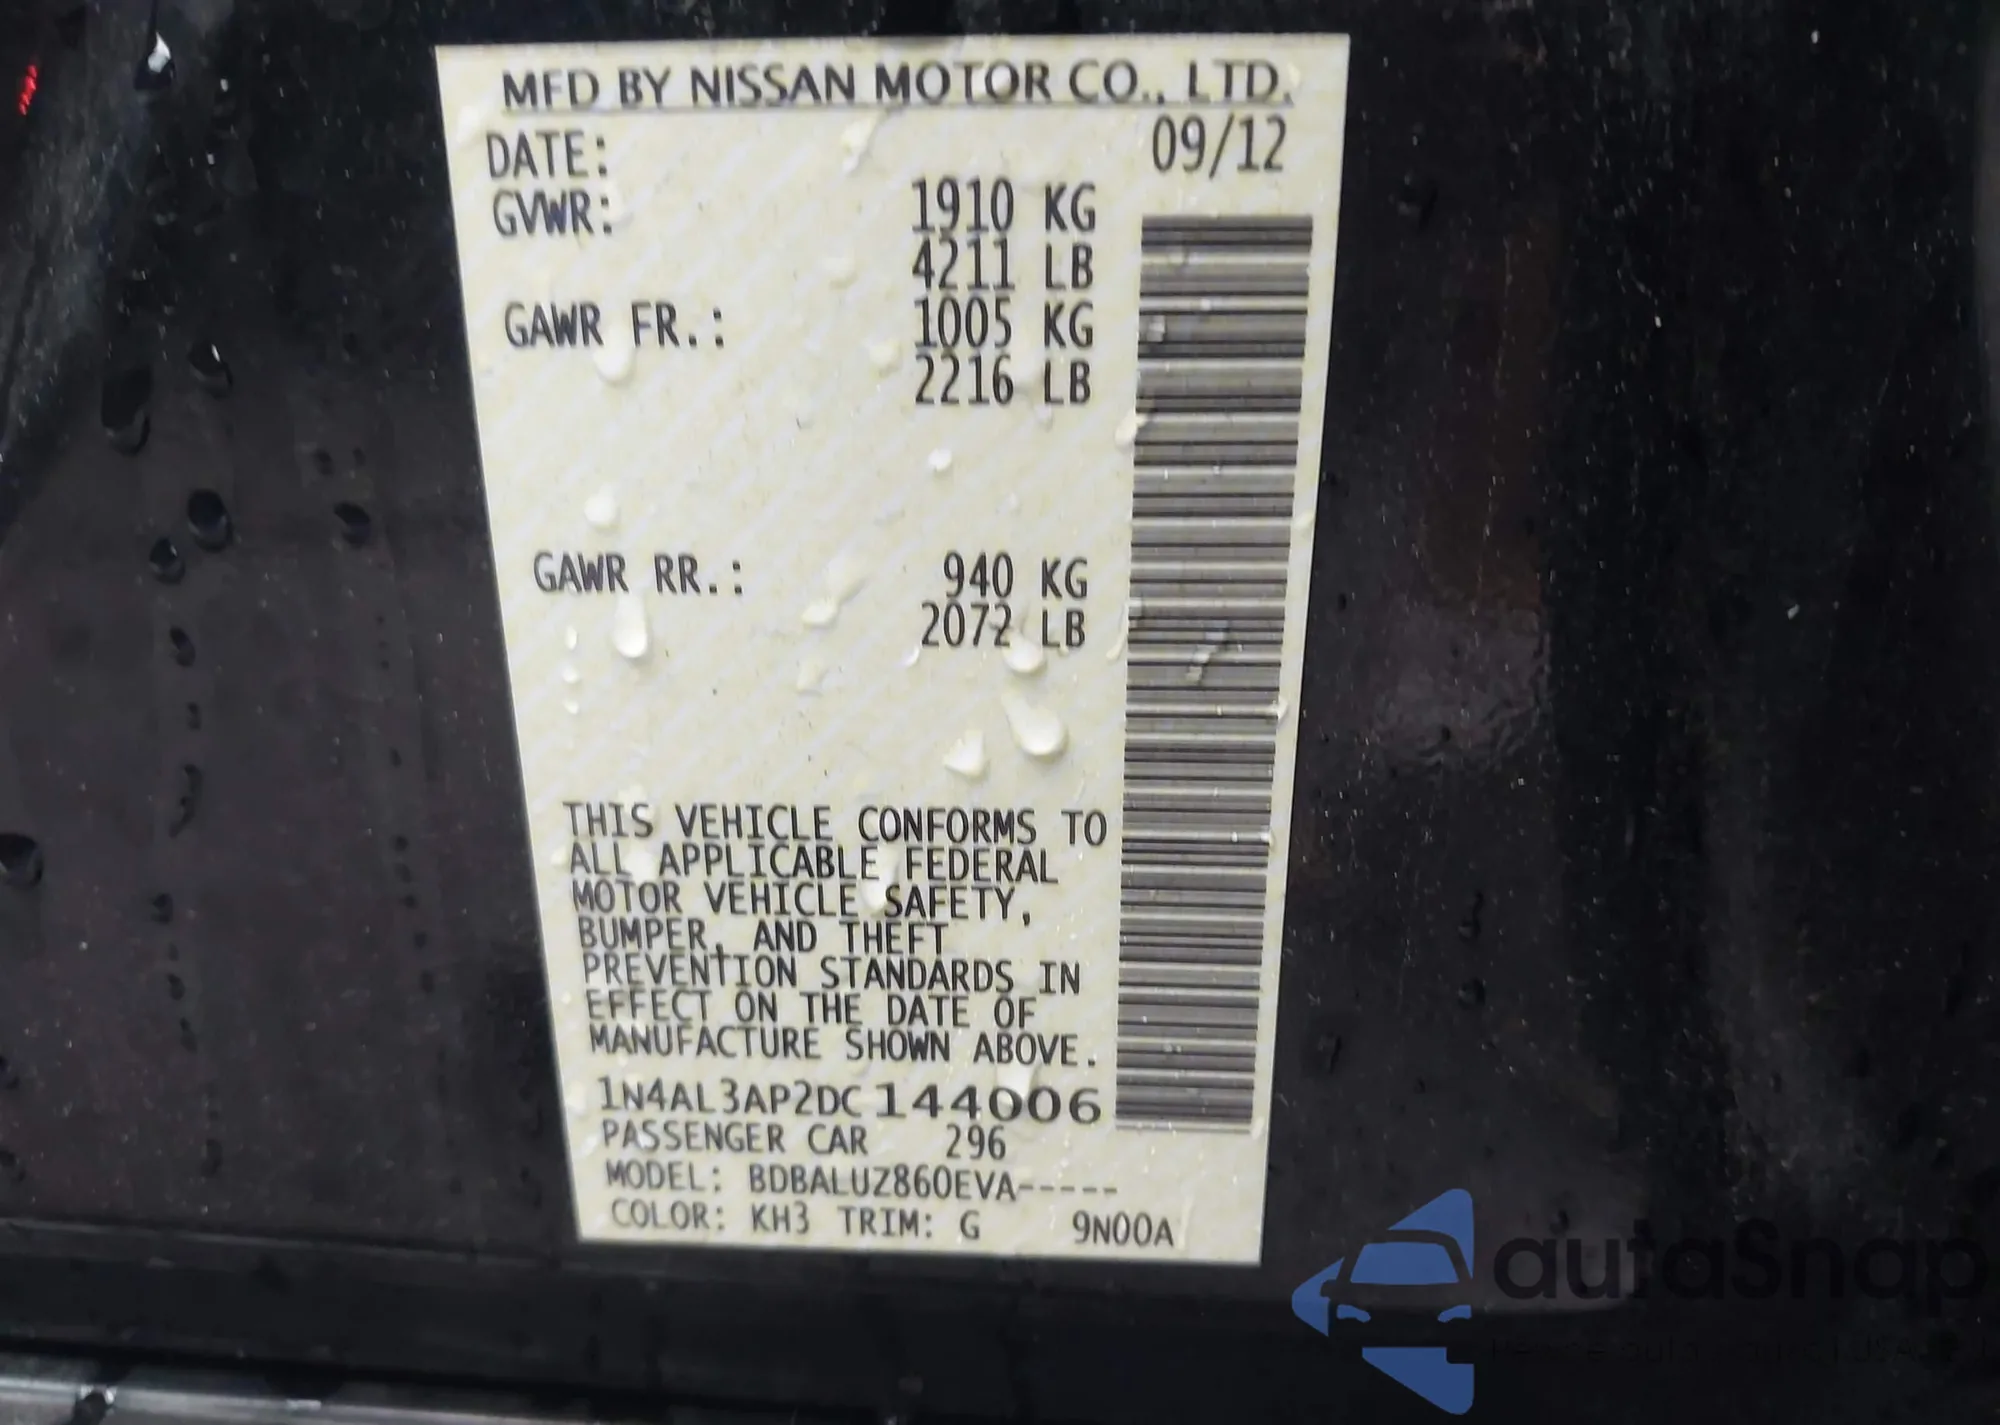 MFD BY NISSAN MOTOR CO., LTD.
DATE: 09/12
GVWR: 1910 KG
4211 LB
GAWR FR.: 1005 KG
2216 LB
GAWR RR.: 940 KG
2072 LB
THIS VEHICLE CONFORMS TO
ALL APPLICABLE FEDERAL
MOTOR VEHICLE SAFETY,
BUMPER, AND THEFT
PREVENTION STANDARDS IN
EFFECT ON THE DATE OF
MANUFACTURE SHOWN ABOVE.
1N4AL3AP2DC144006
PASSENGER CAR 296
MODEL: BDBALUZ860EVA-----
COLOR: KH3 TRIM: G 9N00A
autaSnap